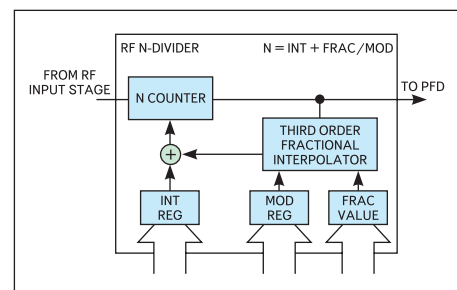 RF N-DIVIDER
N = INT + FRAC/MOD
FROM RF
INPUT STAGE
TO PFD
N COUNTER
THIRD ORDER
FRACTIONAL
INTERPOLATOR
+
INT
REG
MOD
REG
FRAC
VALUE